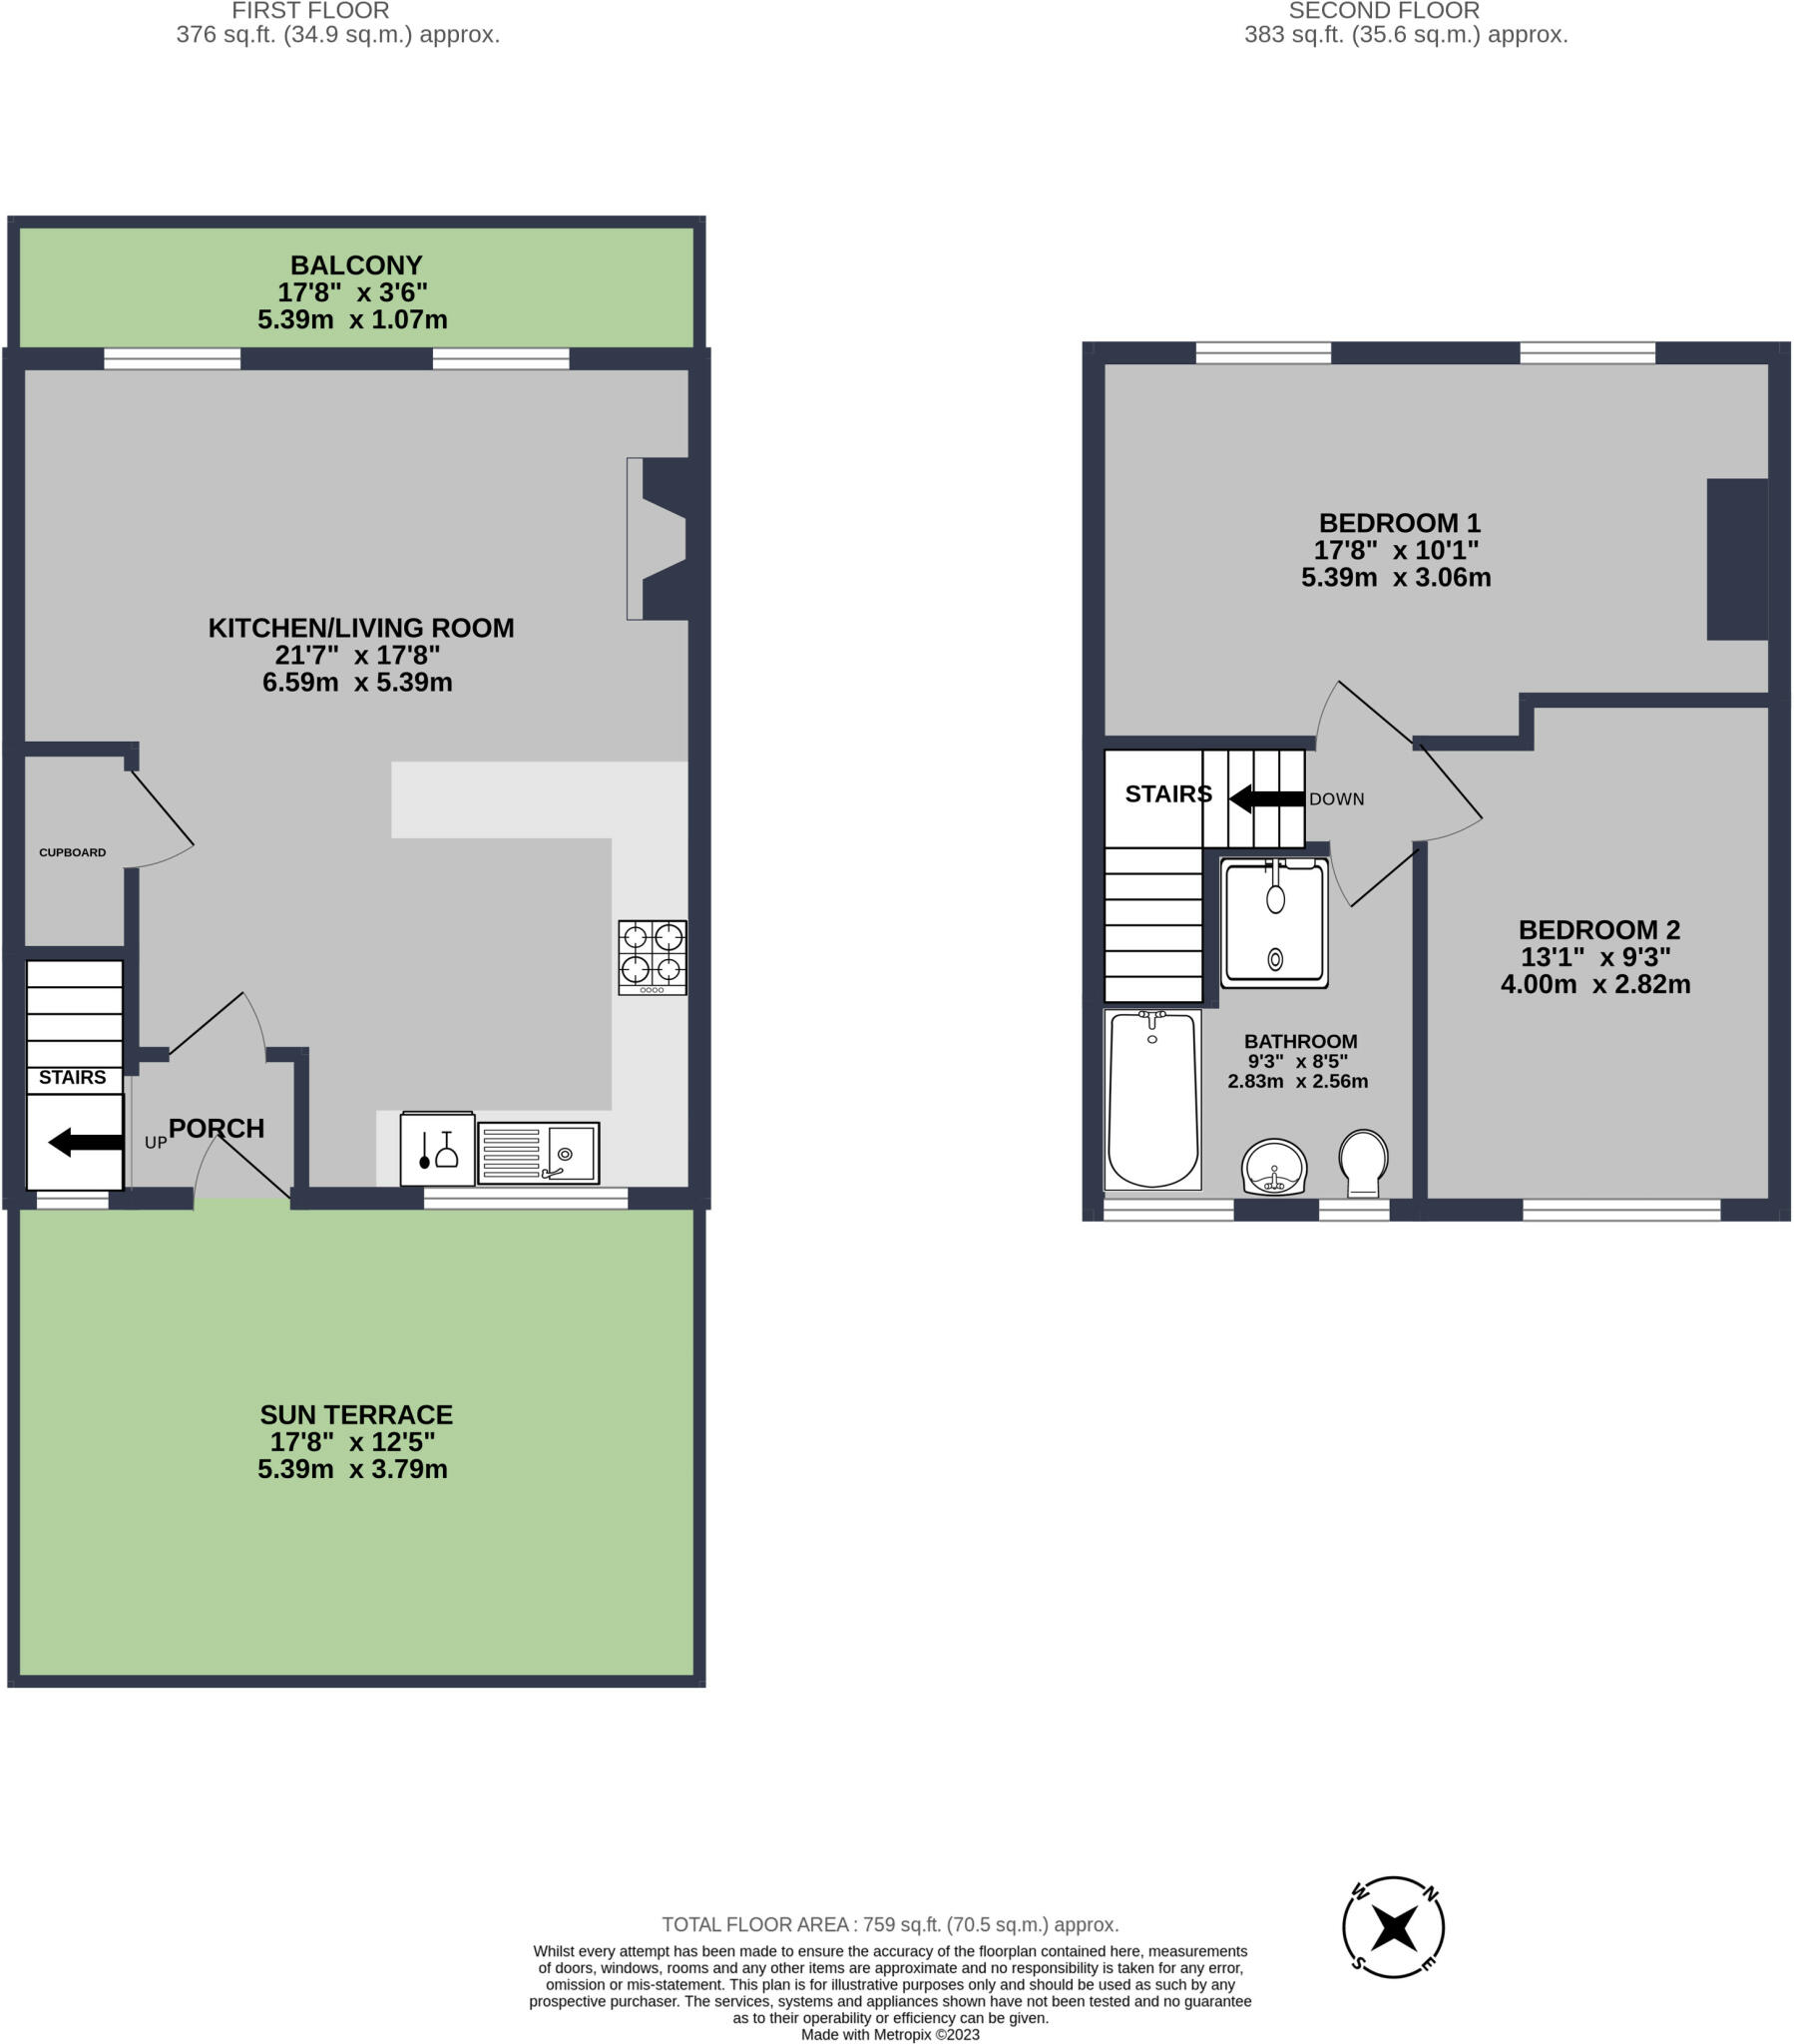 FIRST FLOOR
376 sq.ft. (34.9 sq.m.) approx.
SECOND FLOOR
383 sq.ft. (35.6 sq.m.) approx.
BALCONY
17'8" x 3'6"
5.39m x 1.07m
KITCHEN/LIVING ROOM
21'7" x 17'8"
6.59m x 5.39m
CUPBOARD
STAIRS
UP
PORCH
SUN TERRACE
17'8" x 12'5"
5.39m x 3.79m
BEDROOM 1
17'8" x 10'1"
5.39m x 3.06m
STAIRS
DOWN
BEDROOM 2
13'1" x 9'3"
4.00m x 2.82m
BATHROOM
9'3" x 8'5"
2.83m x 2.56m
W N
S E
TOTAL FLOOR AREA : 759 sq.ft. (70.5 sq.m.) approx.
Whilst every attempt has been made to ensure the accuracy of the floorplan contained here, measurements
of doors, windows, rooms and any other items are approximate and no responsibility is taken for any error,
omission or mis-statement. This plan is for illustrative purposes only and should be used as such by any
prospective purchaser. The services, systems and appliances shown have not been tested and no guarantee
as to their operability or efficiency can be given.
Made with Metropix ©2023